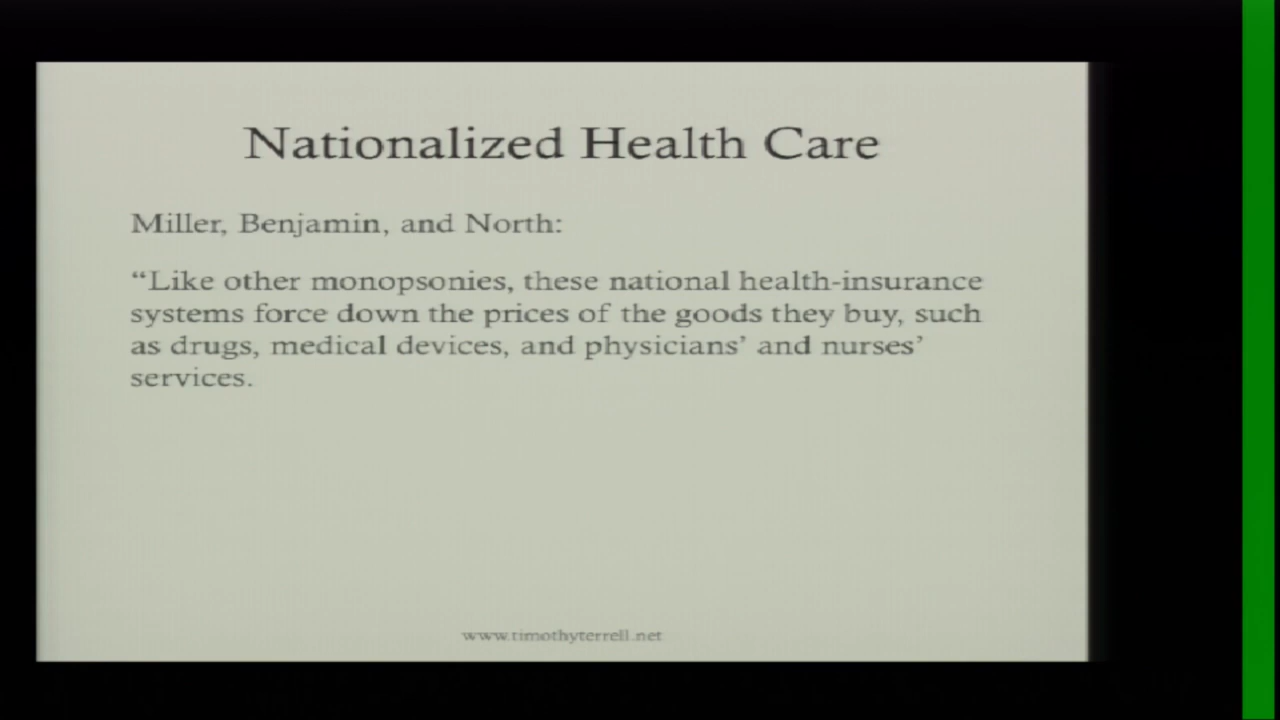 Nationalized Health Care
Miller, Benjamin, and North:
“Like other monopsonies, these national health-insurance
systems force down the prices of the goods they buy, such
as drugs, medical devices, and physicians’ and nurses’
services.
www.timothyterrell.net